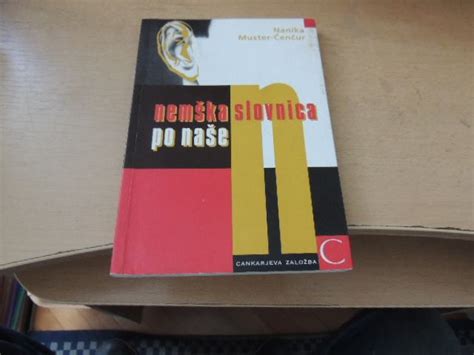 Nanika
Muster-Čenčur
nemška slovnica
po naše
n
CANKARJEVA ZALOŽBA
C